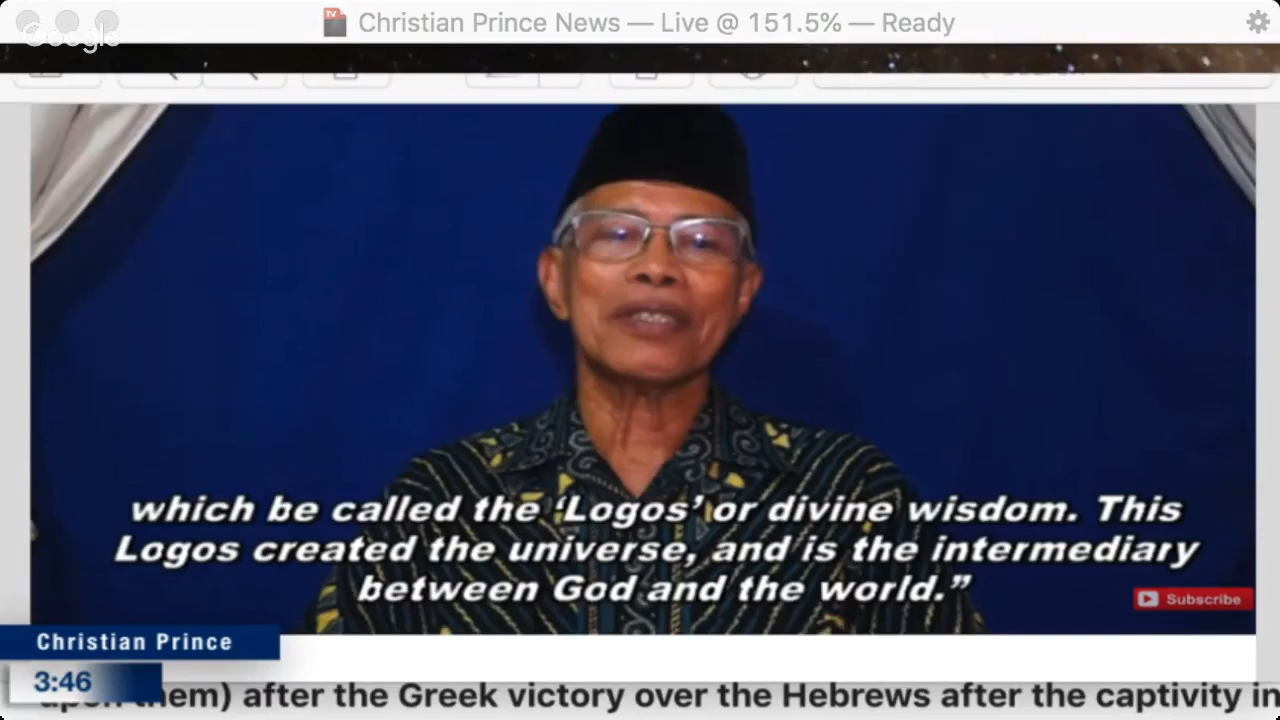 Christian Prince News — Live @ 151.5% — Ready
Google
which be called the ‘Logos’ or divine wisdom. This
Logos created the universe, and is the intermediary
between God and the world.”
Subscribe
Christian Prince
3:46
them) after the Greek victory over the Hebrews after the captivity in